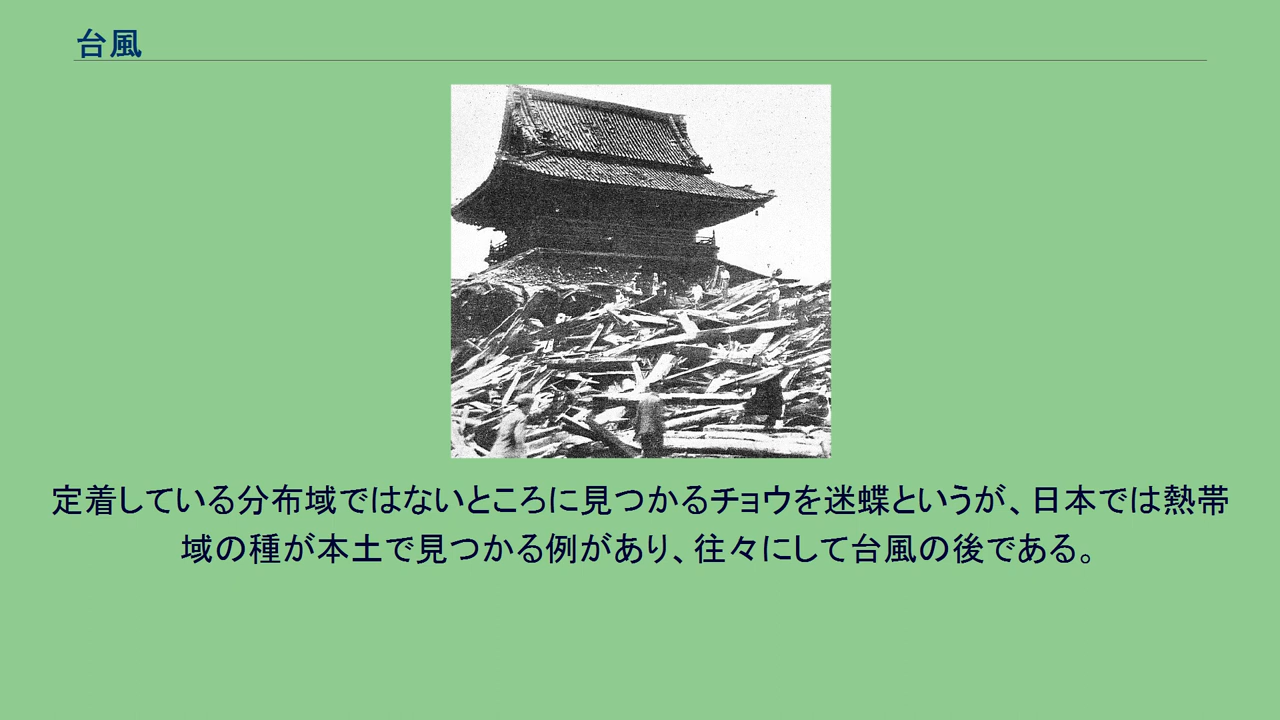 台風
定着している分布域ではないところに見つかるチョウを迷蝶というが、日本では熱帯
域の種が本土で見つかる例があり、往々にして台風の後である。